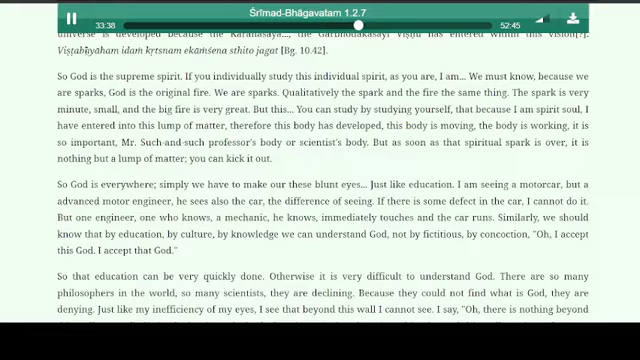 Śrīmad-Bhāgavatam 1.2.7
33:38
52:45
universe is developed because the Karaṇāśāyā..., the Garbhodakaśāyī Viṣṇu has entered within this vision[?].
Viṣṭabhyāham idaṁ kṛtsnam ekāṁśena sthito jagat [Bg. 10.42].
So God is the supreme spirit. If you individually study this individual spirit, as you are, I am... We must know, because we
are sparks, God is the original fire. We are sparks. Qualitatively the spark and the fire the same thing. The spark is very
minute, small, and the big fire is very great. But this... You can study by studying yourself, that because I am spirit soul, I
have entered into this lump of matter, therefore this body has developed, this body is moving, the body is working, it is
so important, Mr. Such-and-such professor's body or scientist's body. But as soon as that spiritual spark is over, it is
nothing but a lump of matter; you can kick it out.
So God is everywhere; simply we have to make our these blunt eyes... Just like education. I am seeing a motorcar, but a
advanced motor engineer, he sees also the car, the difference of seeing. If there is some defect in the car, I cannot do it.
But one engineer, one who knows, a mechanic, he knows, immediately touches and the car runs. Similarly, we should
know that by education, by culture, by knowledge we can understand God, not by fictitious, by concoction, "Oh, I accept
this God. I accept that God."
So that education can be very quickly done. Otherwise it is very difficult to understand God. There are so many
philosophers in the world, so many scientists, they are declining. Because they could not find what is God, they are
denying. Just like my inefficiency of my eyes, I see that beyond this wall I cannot see. I say, "Oh, there is nothing beyond